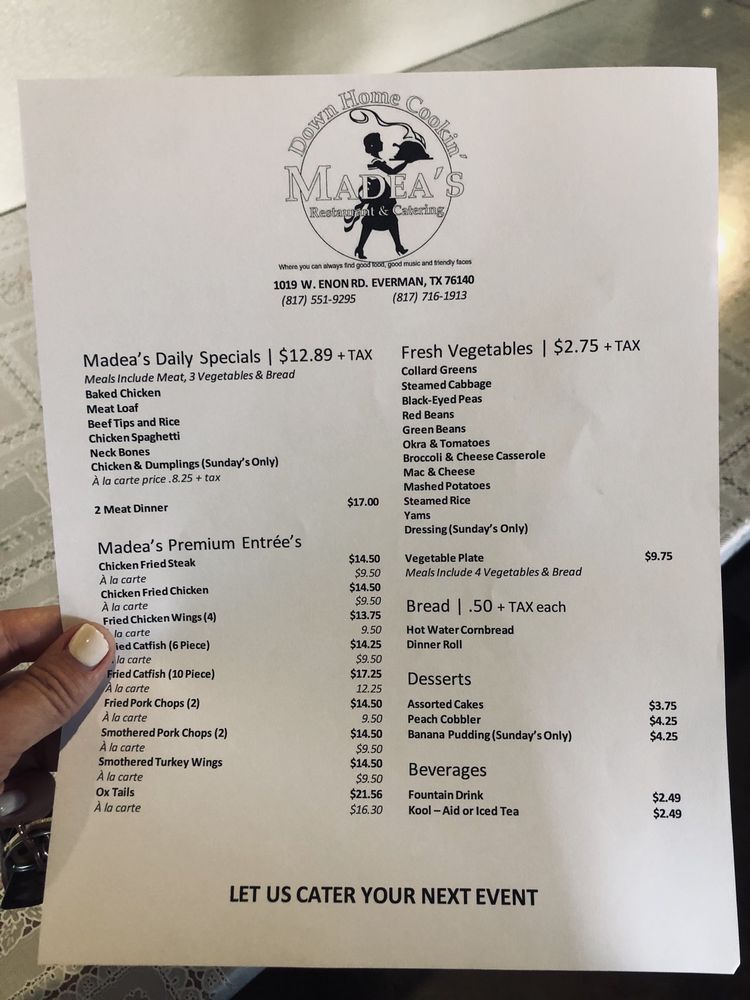 Down Home Cookin'
MADEA'S
Restaurant & Catering
Where you can always find good food, good music and friendly faces
1019 W. ENON RD. EVERMAN, TX 76140
(817) 551-9295 (817) 716-1913
Madea's Daily Specials | $12.89 + TAX
Meals Include Meat, 3 Vegetables & Bread
Baked Chicken
Meat Loaf
Beef Tips and Rice
Chicken Spaghetti
Neck Bones
Chicken & Dumplings (Sunday's Only)
À la carte price .8.25 + tax
2 Meat Dinner $17.00
Madea's Premium Entrée's
Chicken Fried Steak $14.50
À la carte $9.50
Chicken Fried Chicken $14.50
À la carte $9.50
Fried Chicken Wings (4) $13.75
la carte 9.50
ied Catfish (6 Piece) $14.25
la carte $9.50
Fried Catfish (10 Piece) $17.25
À la carte 12.25
Fried Pork Chops (2) $14.50
À la carte 9.50
Smothered Pork Chops (2) $14.50
À la carte $9.50
Smothered Turkey Wings $14.50
À la carte $9.50
Ox Tails $21.56
À la carte $16.30
Fresh Vegetables | $2.75 + TAX
Collard Greens
Steamed Cabbage
Black-Eyed Peas
Red Beans
Green Beans
Okra & Tomatoes
Broccoli & Cheese Casserole
Mac & Cheese
Mashed Potatoes
Steamed Rice
Yams
Dressing (Sunday's Only)
Vegetable Plate $9.75
Meals Include 4 Vegetables & Bread
Bread | .50 + TAX each
Hot Water Cornbread
Dinner Roll
Desserts
Assorted Cakes $3.75
Peach Cobbler $4.25
Banana Pudding (Sunday's Only) $4.25
Beverages
Fountain Drink $2.49
Kool – Aid or Iced Tea $2.49
LET US CATER YOUR NEXT EVENT